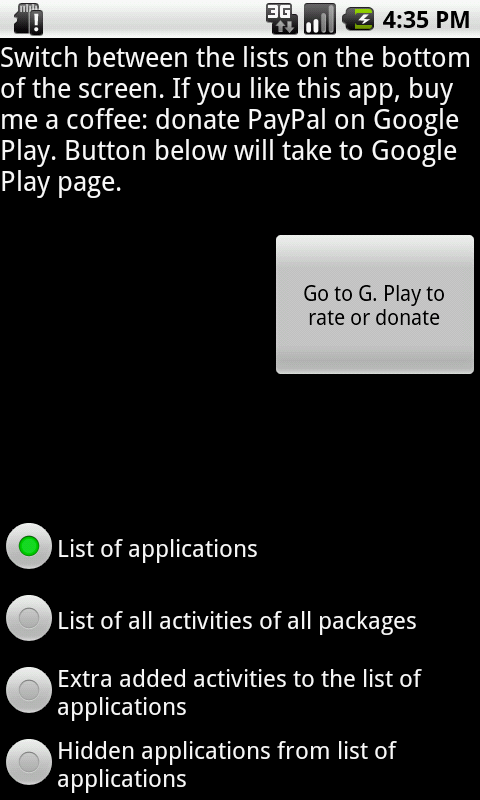 3G
4:35 PM
Switch between the lists on the bottom
of the screen. If you like this app, buy
me a coffee: donate PayPal on Google
Play. Button below will take to Google
Play page.
Go to G. Play to
rate or donate
List of applications
List of all activities of all packages
Extra added activities to the list of
applications
Hidden applications from list of
applications